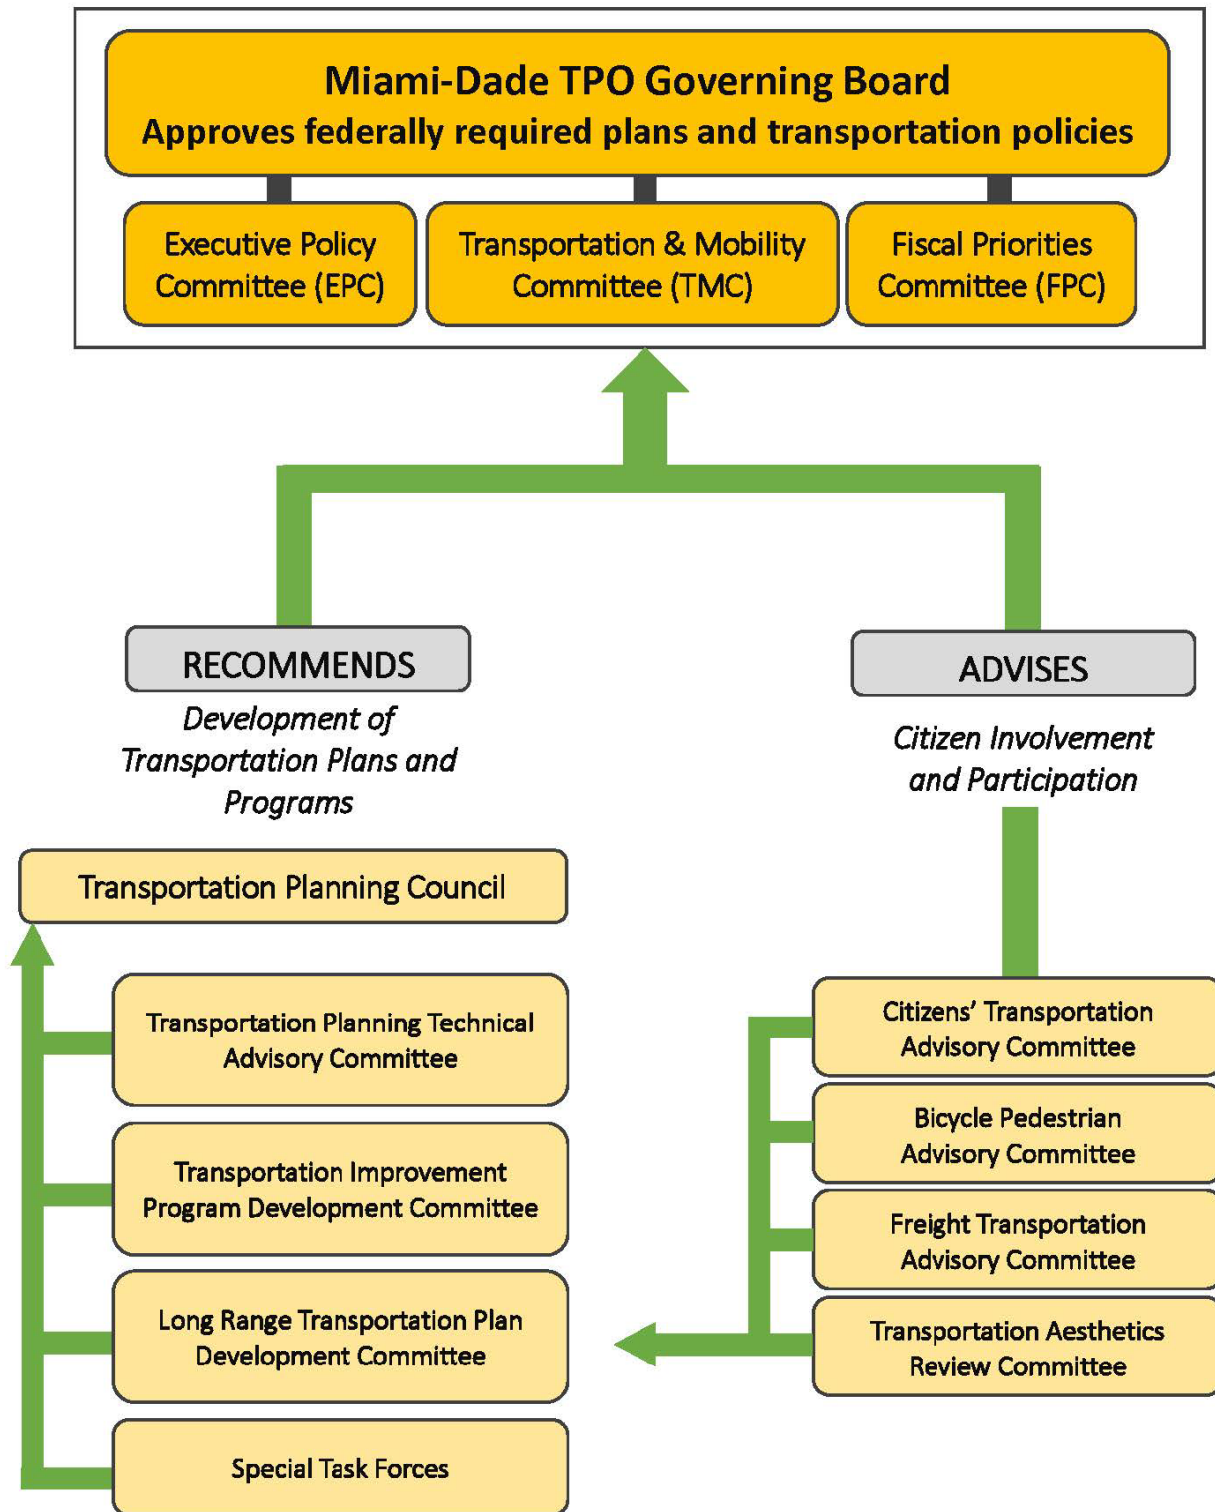 Miami-Dade TPO Governing Board
Approves federally required plans and transportation policies
Executive Policy
Committee (EPC)
Transportation & Mobility
Committee (TMC)
Fiscal Priorities
Committee (FPC)
RECOMMENDS
Development of
Transportation Plans and
Programs
Transportation Planning Council
Transportation Planning Technical
Advisory Committee
Transportation Improvement
Program Development Committee
Long Range Transportation Plan
Development Committee
Special Task Forces
ADVISES
Citizen Involvement
and Participation
Citizens’ Transportation
Advisory Committee
Bicycle Pedestrian
Advisory Committee
Freight Transportation
Advisory Committee
Transportation Aesthetics
Review Committee